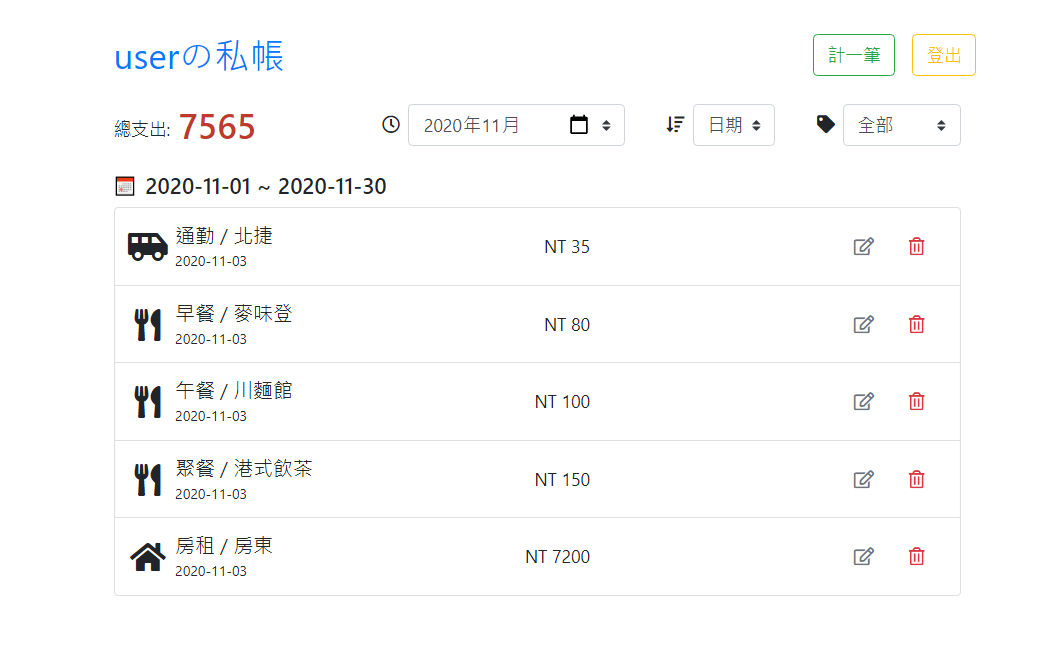 userの私帳
計一筆
登出
總支出: 7565
2020年11月
日期
全部
2020-11-01 ~ 2020-11-30
通勤 / 北捷
2020-11-03
NT 35
早餐 / 麥味登
2020-11-03
NT 80
午餐 / 川麵館
2020-11-03
NT 100
聚餐 / 港式飲茶
2020-11-03
NT 150
房租 / 房東
2020-11-03
NT 7200